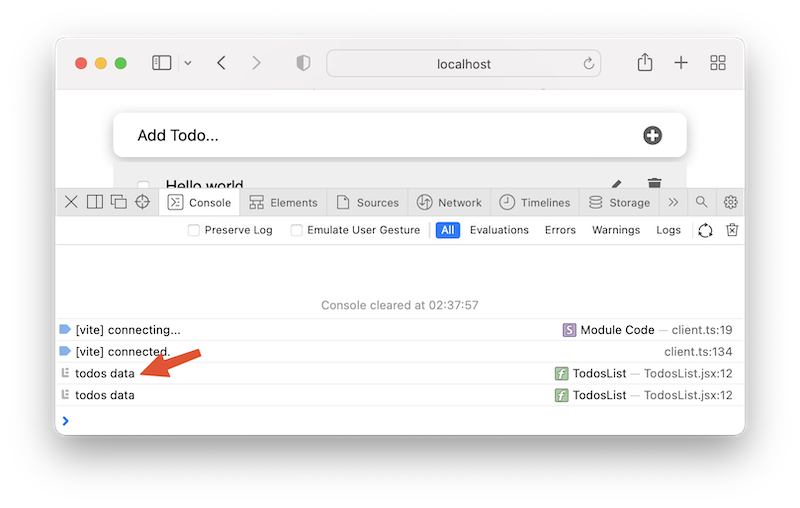 localhost
Add Todo...
Hello world
Console Elements Sources Network Timelines Storage
Preserve Log Emulate User Gesture All Evaluations Errors Warnings Logs
Console cleared at 02:37:57
[vite] connecting... S Module Code — client.ts:19
[vite] connected. client.ts:134
todos data f TodosList — TodosList.jsx:12
todos data f TodosList — TodosList.jsx:12